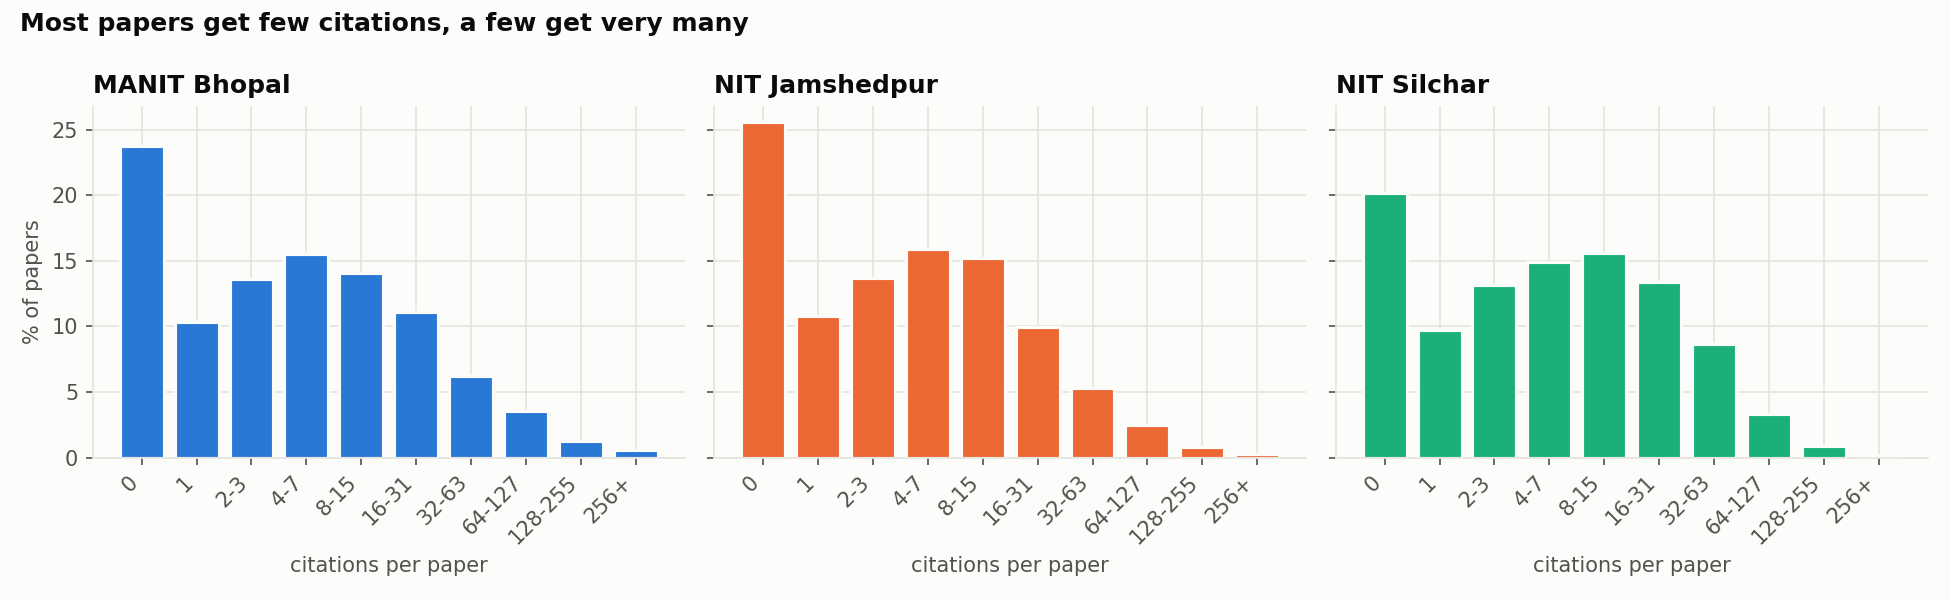 Most papers get few citations, a few get very many
MANIT Bhopal
NIT Jamshedpur
NIT Silchar
% of papers
25
20
15
10
5
0
0 1 2-3 4-7 8-15 16-31 32-63 64-127 128-255 256+
0 1 2-3 4-7 8-15 16-31 32-63 64-127 128-255 256+
0 1 2-3 4-7 8-15 16-31 32-63 64-127 128-255 256+
citations per paper
citations per paper
citations per paper